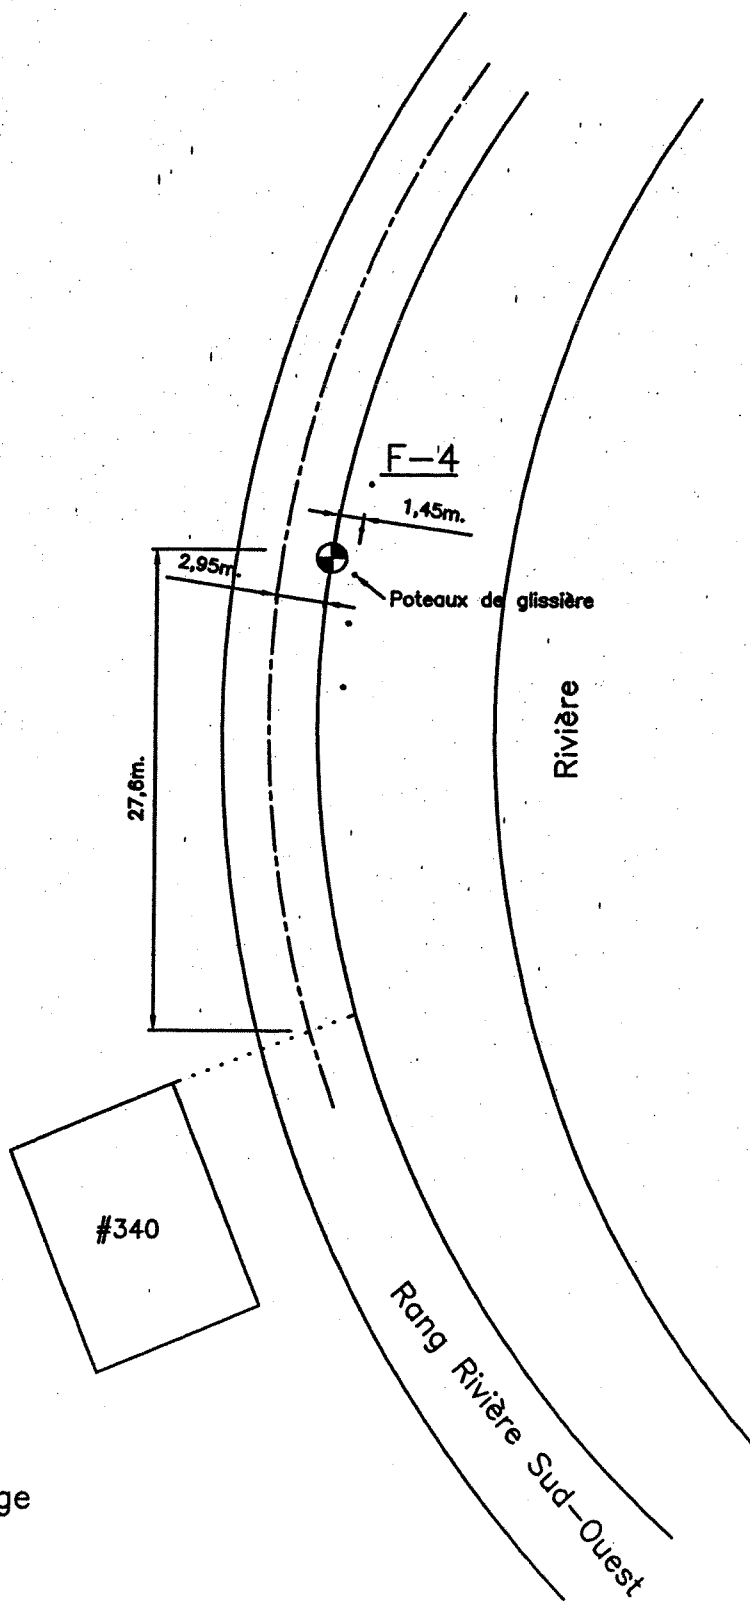 F-4
1,45m.
2,95m.
Poteaux de glissière
Rivière
27,6m.
#340
Rang Rivière Sud-Ouest
ge